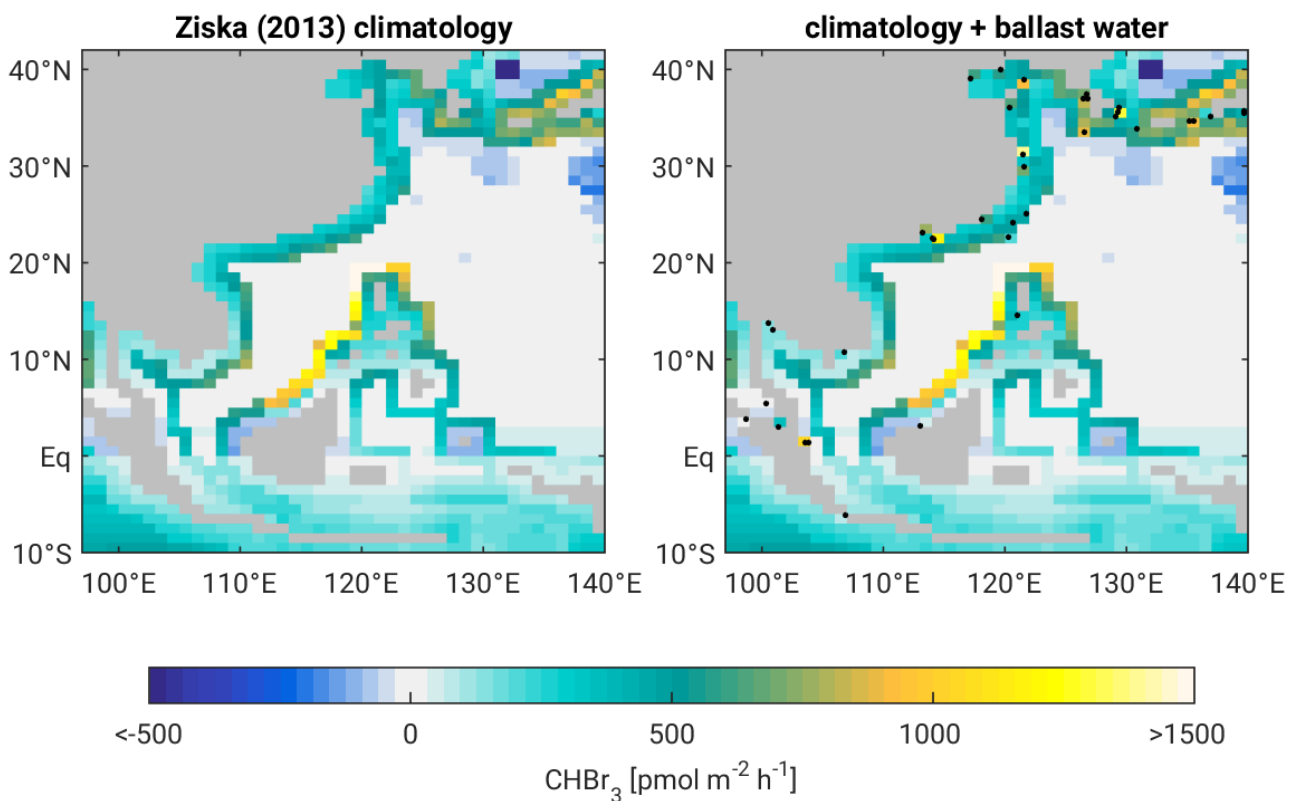 Ziska (2013) climatology
climatology + ballast water
40°N
30°N
20°N
10°N
Eq
10°S
100°E 110°E 120°E 130°E 140°E
40°N
30°N
20°N
10°N
Eq
10°S
100°E 110°E 120°E 130°E 140°E
<-500 0 500 1000 >1500
CHBr₃ [pmol m⁻² h⁻¹]